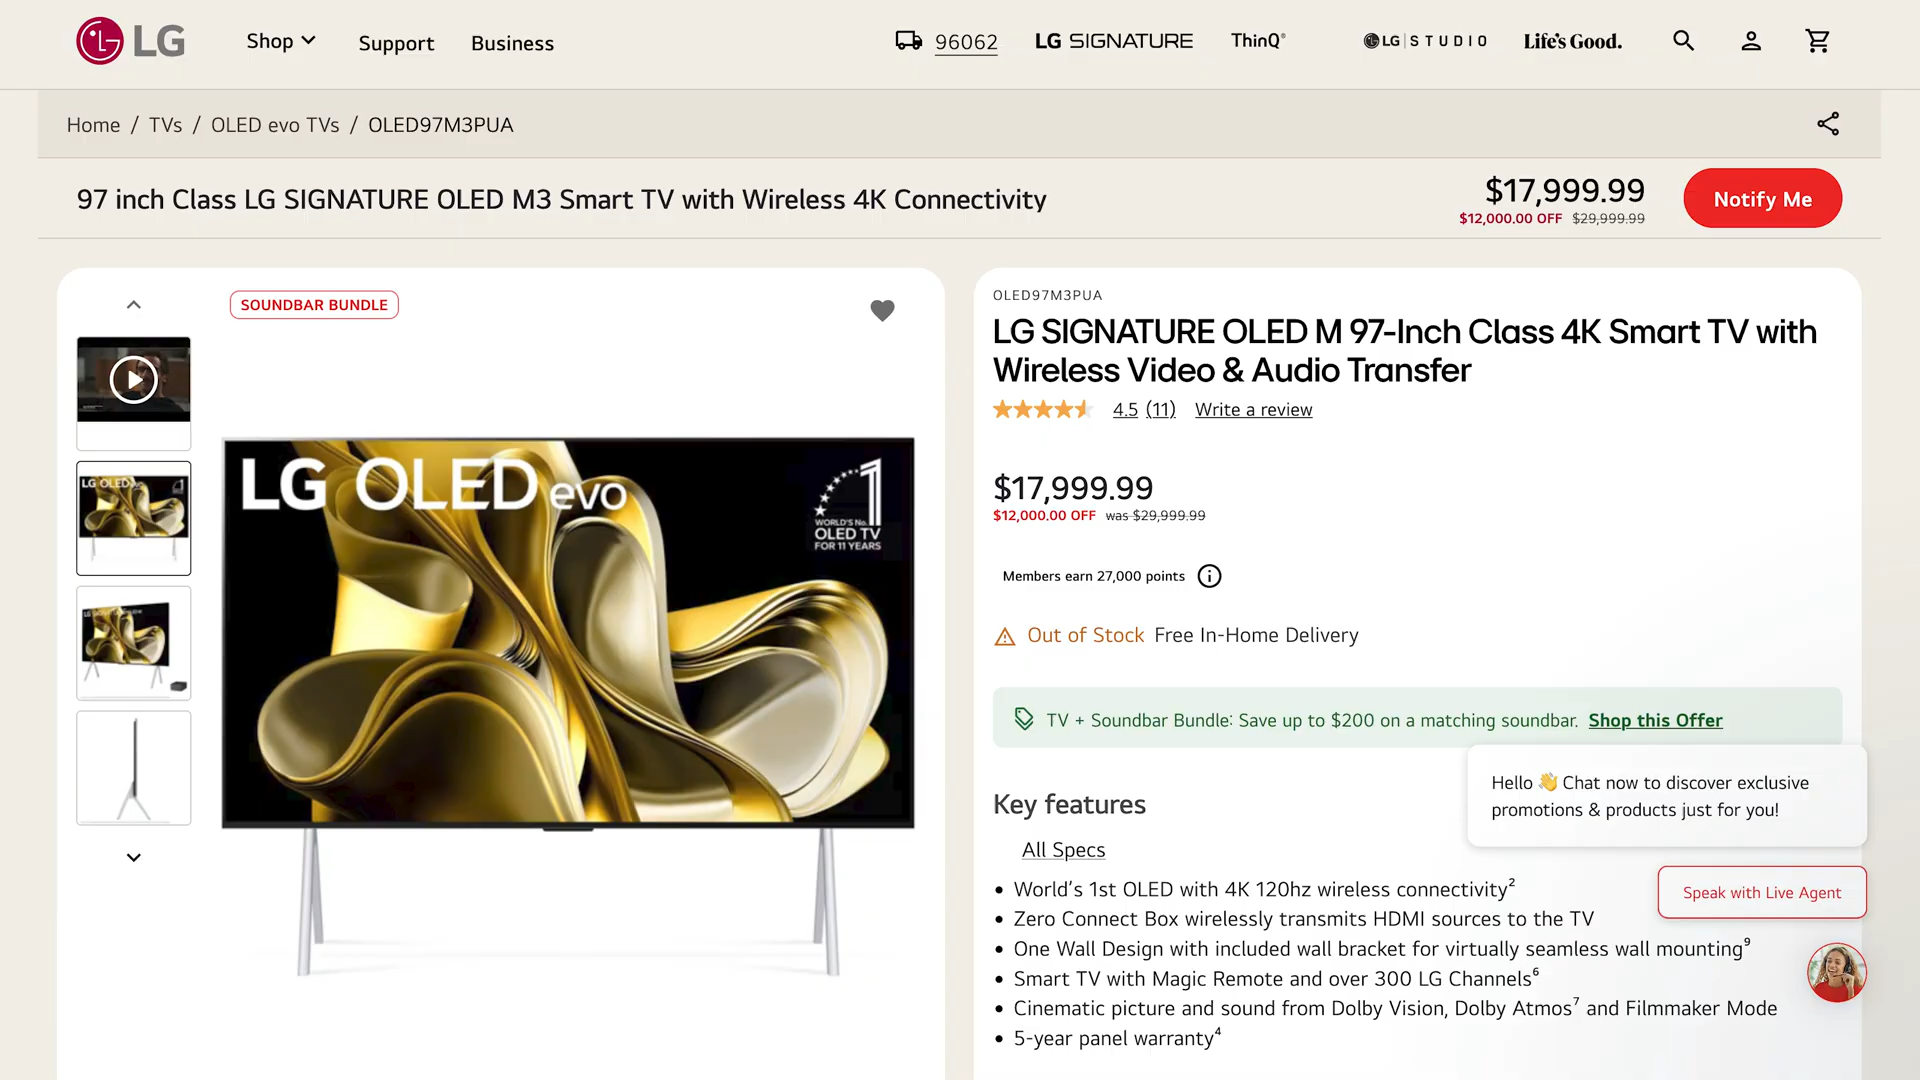 LG
Shop
Support
Business
96062
LG SIGNATURE
ThinQ®
LG | STUDIO
Life's Good.
Home / TVs / OLED evo TVs / OLED97M3PUA
97 inch Class LG SIGNATURE OLED M3 Smart TV with Wireless 4K Connectivity
$17,999.99
$12,000.00 OFF $29,999.99
Notify Me
SOUNDBAR BUNDLE
LG OLED evo
1
WORLD'S No.
OLED TV
FOR 11 YEARS
OLED97M3PUA
LG SIGNATURE OLED M 97-Inch Class 4K Smart TV with
Wireless Video & Audio Transfer
4.5 (11) Write a review
$17,999.99
$12,000.00 OFF was $29,999.99
Members earn 27,000 points
Out of Stock Free In-Home Delivery
TV + Soundbar Bundle: Save up to $200 on a matching soundbar. Shop this Offer
Key features
All Specs
• World's 1st OLED with 4K 120hz wireless connectivity²
• Zero Connect Box wirelessly transmits HDMI sources to the TV
• One Wall Design with included wall bracket for virtually seamless wall mounting⁹
• Smart TV with Magic Remote and over 300 LG Channels⁶
• Cinematic picture and sound from Dolby Vision, Dolby Atmos⁷ and Filmmaker Mode
• 5-year panel warranty⁴
Hello 👋 Chat now to discover exclusive
promotions & products just for you!
Speak with Live Agent